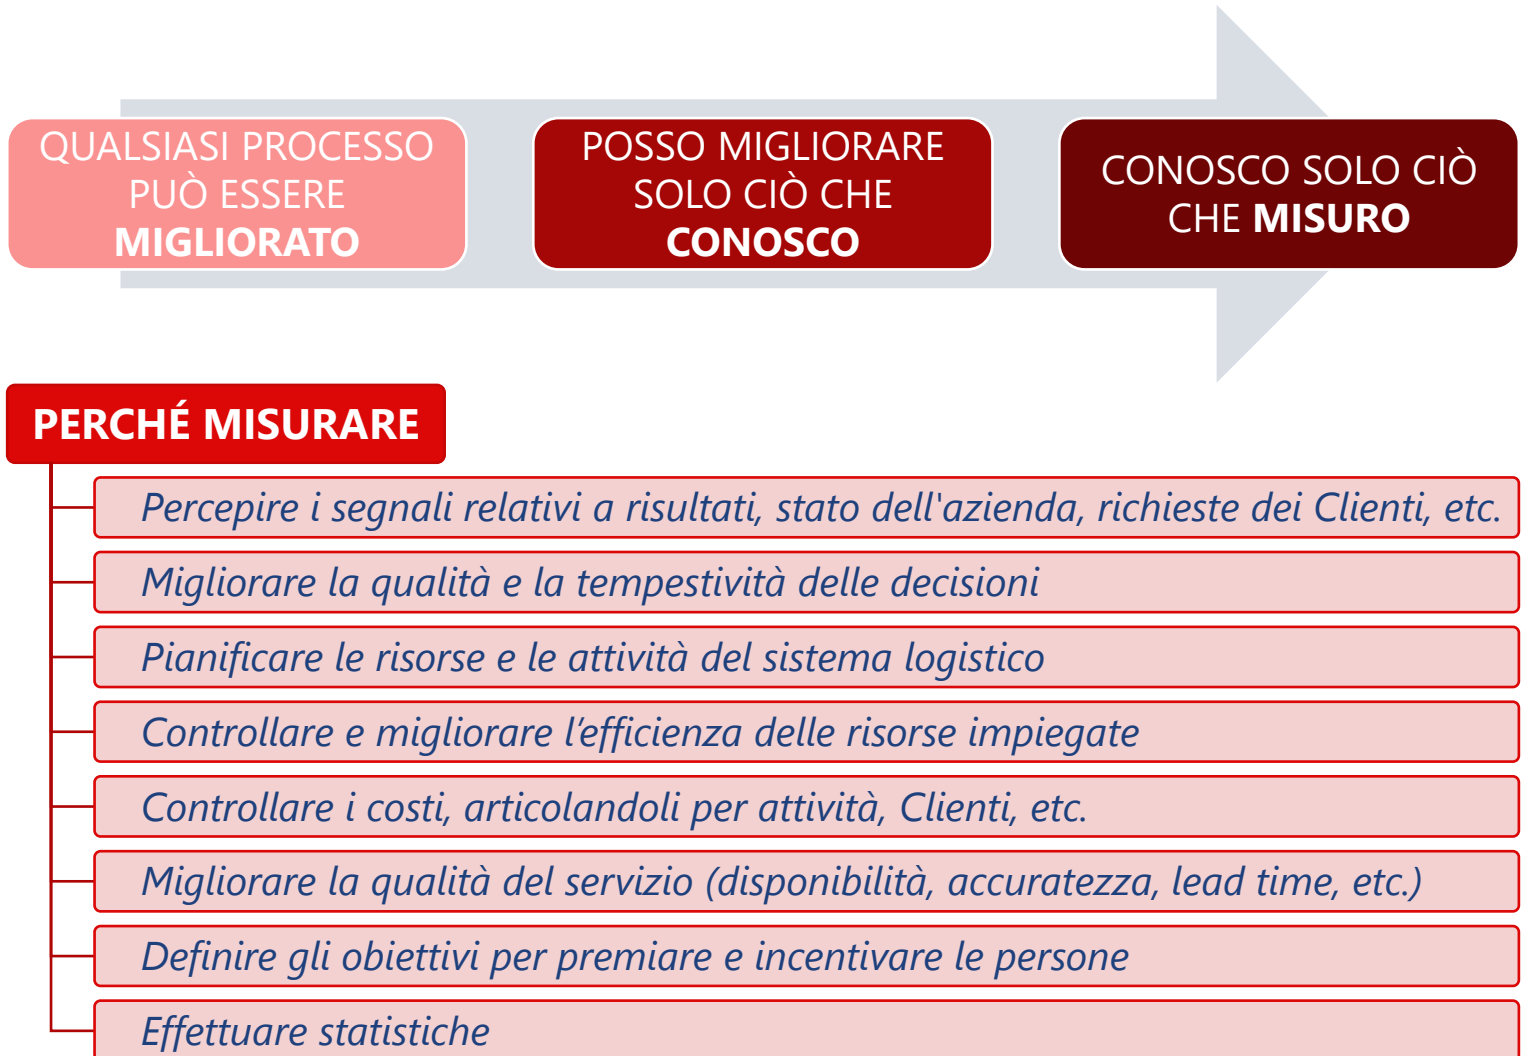 QUALSIASI PROCESSO
PUÒ ESSERE
MIGLIORATO
POSSO MIGLIORARE
SOLO CIÒ CHE
CONOSCO
CONOSCO SOLO CIÒ
CHE MISURO
PERCHÉ MISURARE
Percepire i segnali relativi a risultati, stato dell'azienda, richieste dei Clienti, etc.
Migliorare la qualità e la tempestività delle decisioni
Pianificare le risorse e le attività del sistema logistico
Controllare e migliorare l’efficienza delle risorse impiegate
Controllare i costi, articolandoli per attività, Clienti, etc.
Migliorare la qualità del servizio (disponibilità, accuratezza, lead time, etc.)
Definire gli obiettivi per premiare e incentivare le persone
Effettuare statistiche